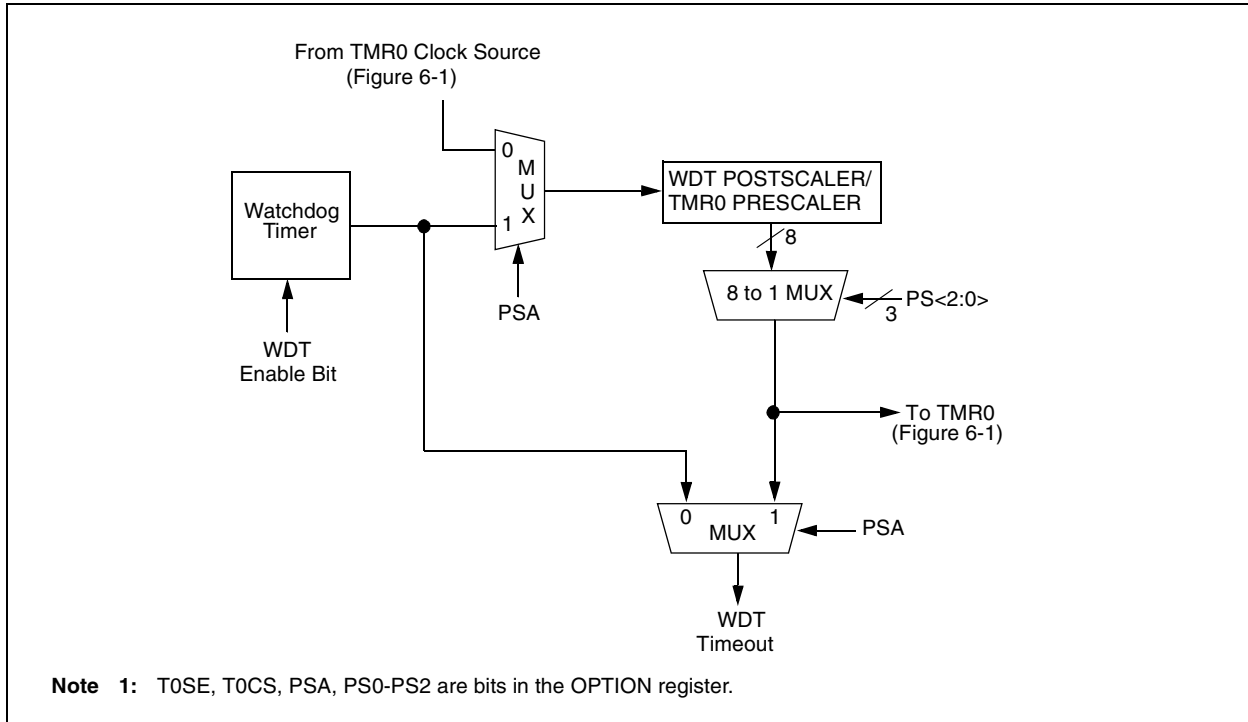 From TMR0 Clock Source
(Figure 6-1)
0
M
U
X
1
PSA
Watchdog
Timer
WDT
Enable Bit
WDT POSTSCALER/
TMR0 PRESCALER
8
8 to 1 MUX
PS<2:0>
3
To TMR0
(Figure 6-1)
0
1
MUX
PSA
WDT
Timeout
Note 1: T0SE, T0CS, PSA, PS0-PS2 are bits in the OPTION register.